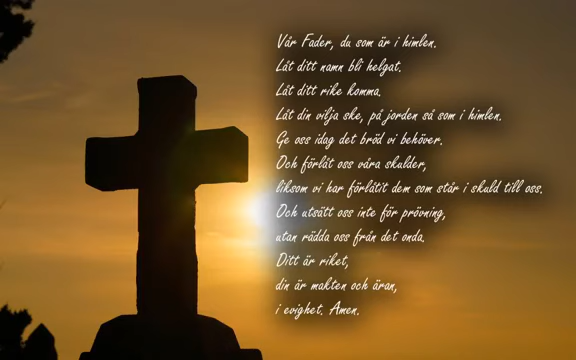 Vår Fader, du som är i himlen.
Låt ditt namn bli helgat.
Låt ditt rike komma.
Låt din vilja ske, på jorden så som i himlen.
Ge oss idag det bröd vi behöver.
Och förlåt oss våra skulder,
liksom vi har förlåtit dem som står i skuld till oss.
Och utsätt oss inte för prövning,
utan rädda oss från det onda.
Ditt är riket,
din är makten och äran,
i evighet. Amen.